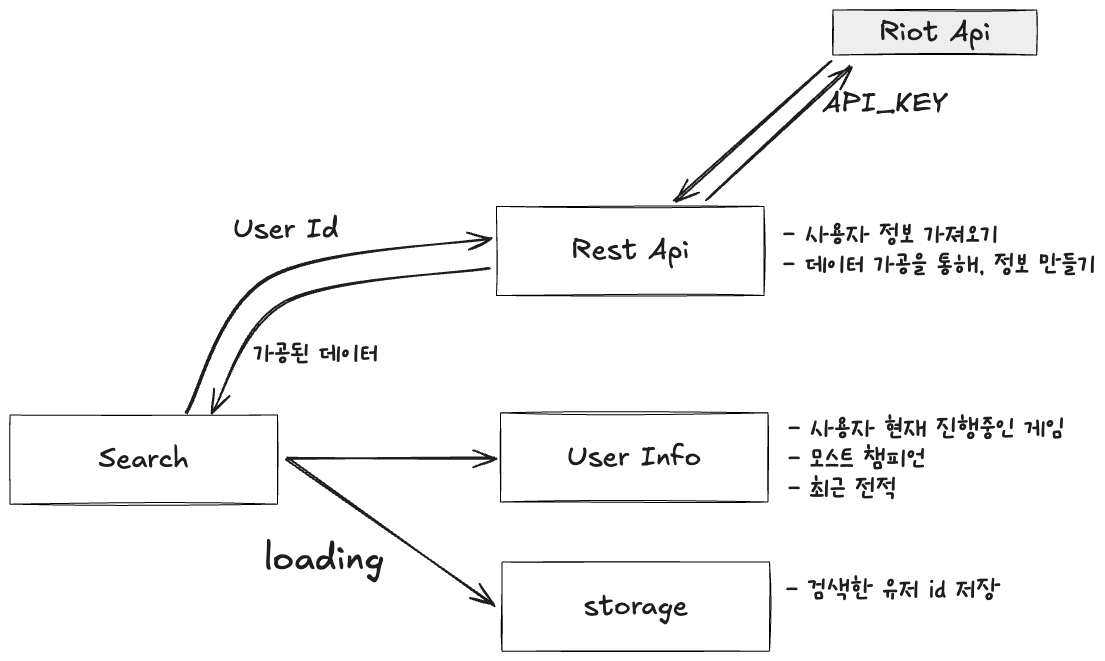 Riot Api
API_KEY
User Id
Rest Api
- 사용자 정보 가져오기
- 데이터 가공을 통해, 정보 만들기
가공된 데이터
Search
User Info
- 사용자 현재 진행중인 게임
- 모스트 챔피언
- 최근 전적
loading
storage
- 검색한 유저 id 저장